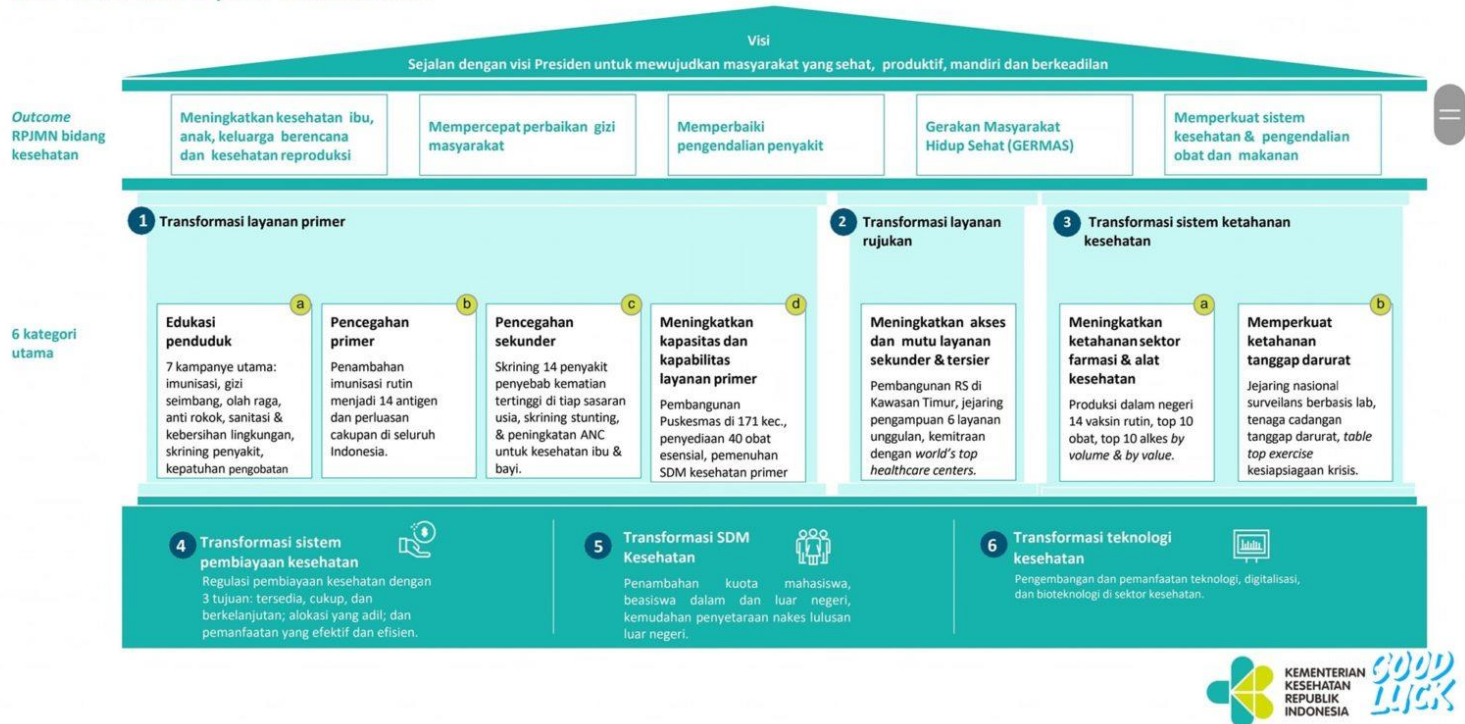 Visi
Sejalan dengan visi Presiden untuk mewujudkan masyarakat yang sehat, produktif, mandiri dan berkeadilan
Outcome
RPJMN bidang
kesehatan
Meningkatkan kesehatan ibu,
anak, keluarga berencana
dan kesehatan reproduksi
Mempercepat perbaikan gizi
masyarakat
Memperbaiki
pengendalian penyakit
Gerakan Masyarakat
Hidup Sehat (GERMAS)
Memperkuat sistem
kesehatan & pengendalian
obat dan makanan
6 kategori
utama
1 Transformasi layanan primer
a
Edukasi
penduduk
7 kampanye utama:
imunisasi, gizi
seimbang, olah raga,
anti rokok, sanitasi &
kebersihan lingkungan,
skrining penyakit,
kepatuhan pengobatan
b
Pencegahan
primer
Penambahan
imunisasi rutin
menjadi 14 antigen
dan perluasan
cakupan di seluruh
Indonesia.
c
Pencegahan
sekunder
Skrining 14 penyakit
penyebab kematian
tertinggi di tiap sasaran
usia, skrining stunting,
& peningkatan ANC
untuk kesehatan ibu &
bayi.
d
Meningkatkan
kapasitas dan
kapabilitas
layanan primer
Pembangunan
Puskesmas di 171 kec.,
penyediaan 40 obat
esensial, pemenuhan
SDM kesehatan primer
2 Transformasi layanan
rujukan
Meningkatkan akses
dan mutu layanan
sekunder & tersier
Pembangunan RS di
Kawasan Timur, jejaring
pengampuan 6 layanan
unggulan, kemitraan
dengan world's top
healthcare centers.
3 Transformasi sistem ketahanan
kesehatan
a
Meningkatkan
ketahanan sektor
farmasi & alat
kesehatan
Produksi dalam negeri
14 vaksin rutin, top 10
obat, top 10 alkes by
volume & by value.
b
Memperkuat
ketahanan
tanggap darurat
Jejaring nasional
surveilans berbasis lab,
tenaga cadangan
tanggap darurat, table
top exercise
kesiapsiagaan krisis.
4 Transformasi sistem
pembiayaan kesehatan
Regulasi pembiayaan kesehatan dengan
3 tujuan: tersedia, cukup, dan
berkelanjutan; alokasi yang adil; dan
pemanfaatan yang efektif dan efisien.
5 Transformasi SDM
Kesehatan
Penambahan kuota mahasiswa,
beasiswa dalam dan luar negeri,
kemudahan penyetaraan nakes lulusan
luar negeri.
6 Transformasi teknologi
kesehatan
Pengembangan dan pemanfaatan teknologi, digitalisasi,
dan bioteknologi di sektor kesehatan.
KEMENTERIAN
KESEHATAN
REPUBLIK
INDONESIA
GOOD
LUCK